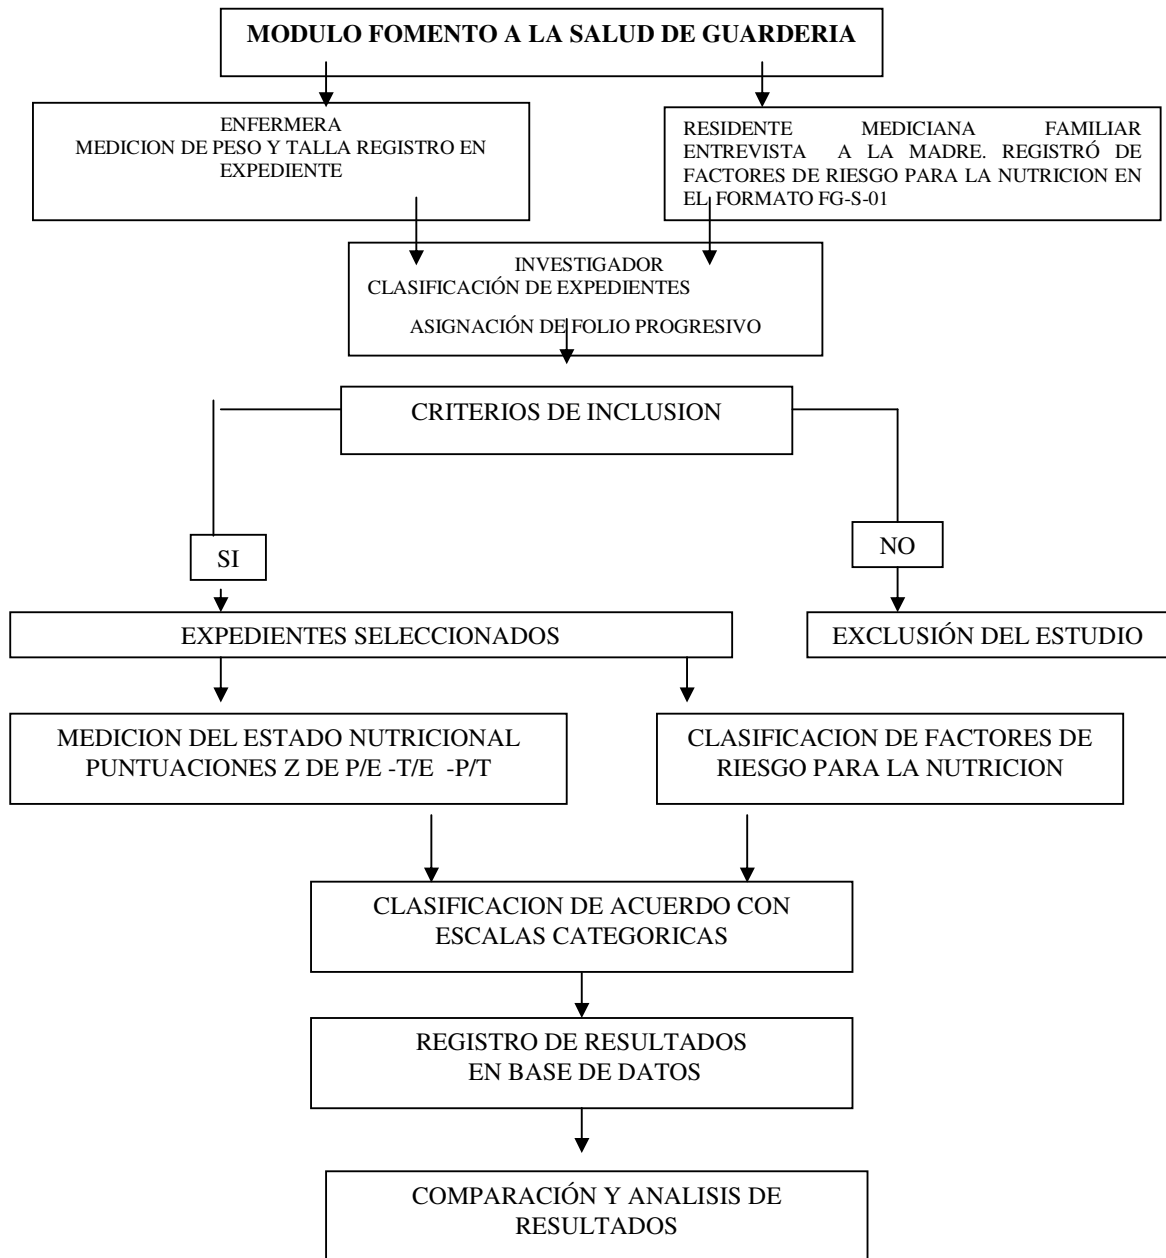 MODULO FOMENTO A LA SALUD DE GUARDERIA
ENFERMERA
MEDICION DE PESO Y TALLA REGISTRO EN
EXPEDIENTE
RESIDENTE MEDICIANA FAMILIAR
ENTREVISTA A LA MADRE. REGISTRÓ DE
FACTORES DE RIESGO PARA LA NUTRICION EN
EL FORMATO FG-S-01
INVESTIGADOR
CLASIFICACIÓN DE EXPEDIENTES
ASIGNACIÓN DE FOLIO PROGRESIVO
CRITERIOS DE INCLUSION
SI
NO
EXPEDIENTES SELECCIONADOS
EXCLUSIÓN DEL ESTUDIO
MEDICION DEL ESTADO NUTRICIONAL
PUNTUACIONES Z DE P/E -T/E -P/T
CLASIFICACION DE FACTORES DE
RIESGO PARA LA NUTRICION
CLASIFICACION DE ACUERDO CON
ESCALAS CATEGORICAS
REGISTRO DE RESULTADOS
EN BASE DE DATOS
COMPARACIÓN Y ANALISIS DE
RESULTADOS